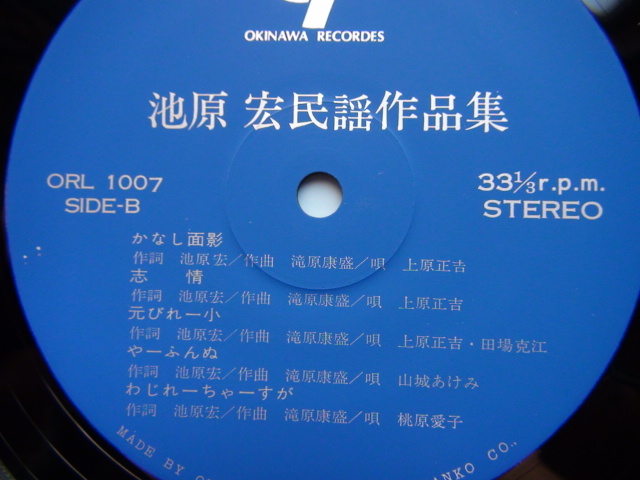 OKINAWA RECORDES
池原 宏民謡作品集
ORL 1007
SIDE-B
33⅓r.p.m.
STEREO
かなし面影
作詞 池原宏／作曲 滝原康盛／唄 上原正吉
志 情
作詞 池原宏／作曲 滝原康盛／唄 上原正吉
元びれー小
作詞 池原宏／作曲 滝原康盛／唄 上原正吉・田場克江
やーふんぬ
作詞 池原宏／作曲 滝原康盛／唄 山城あけみ
わじれーちゃーすが
作詞 池原宏／作曲 滝原康盛／唄 桃原愛子
MADE BY
CO.,